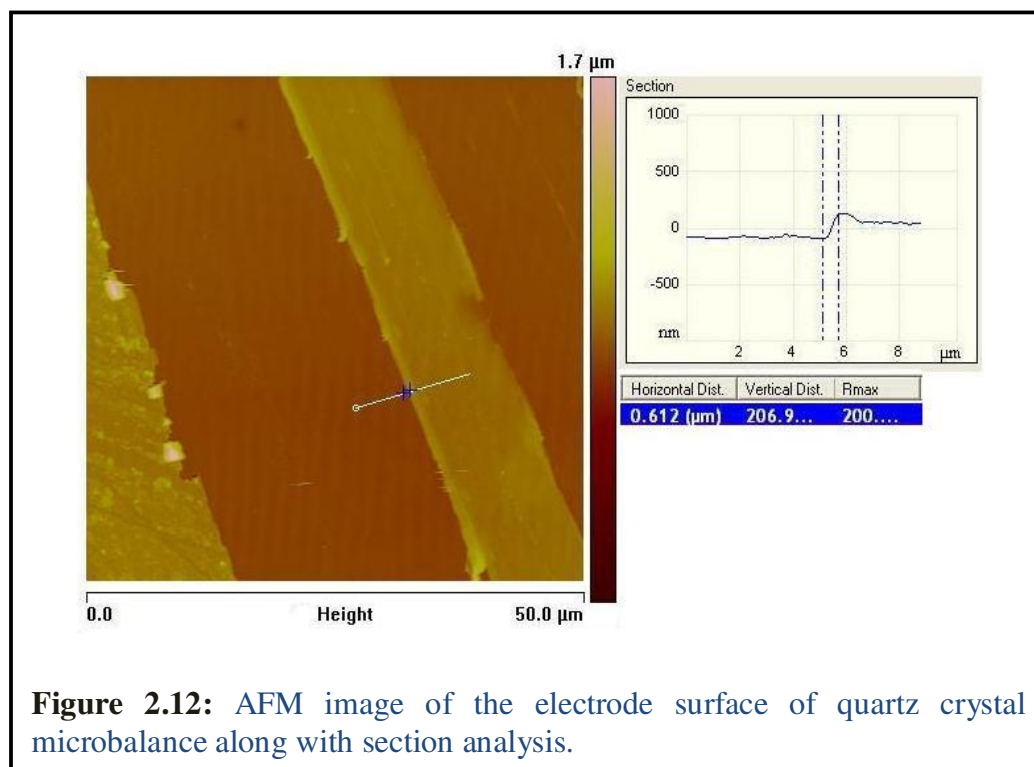 1.7 µm
Section
1000
500
0
-500
nm
2 4 6 8 µm
Horizontal Dist. Vertical Dist. Rmax
0.612 (µm) 206.9... 200....
0.0 Height 50.0 µm
Figure 2.12: AFM image of the electrode surface of quartz crystal
microbalance along with section analysis.